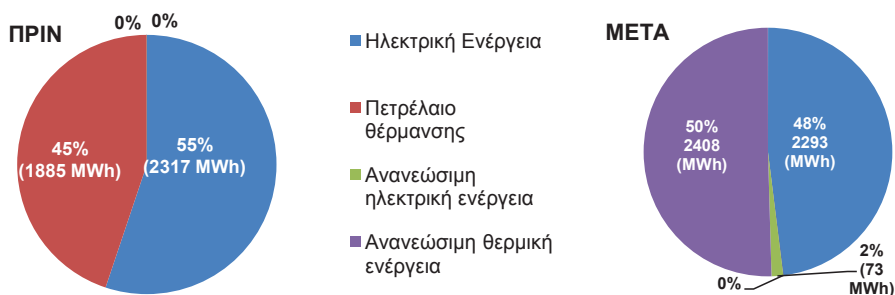 ΠΡΙΝ
0% 0%
45%
(1885 MWh)
55%
(2317 MWh)
Ηλεκτρική Ενέργεια
Πετρέλαιο
θέρμανσης
Ανανεώσιμη
ηλεκτρική ενέργεια
Ανανεώσιμη θερμική
ενέργεια
ΜΕΤΑ
50%
2408
(MWh)
48%
2293
(MWh)
2%
(73
MWh)
0%